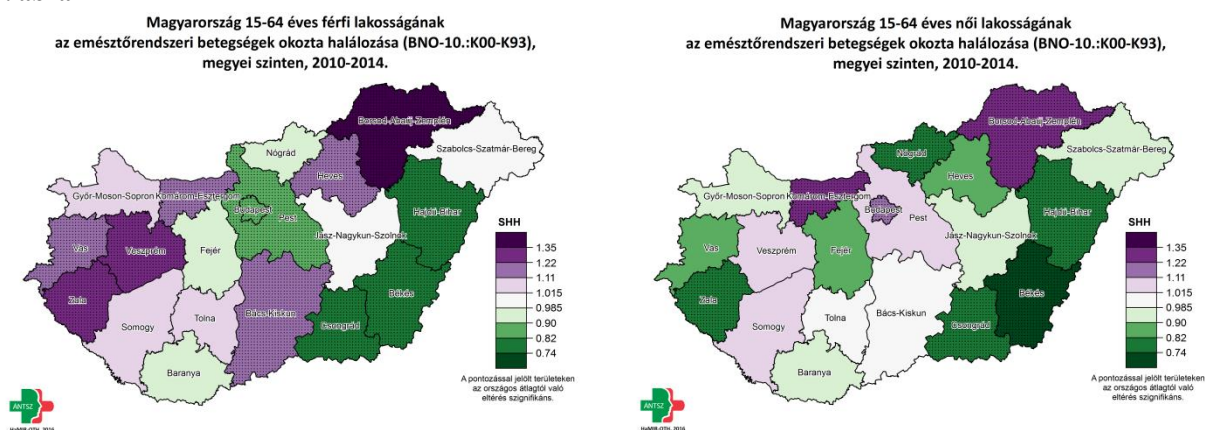 Magyarország 15-64 éves férfi lakosságának
az emésztőrendszeri betegségek okozta halálozása (BNO-10.:K00-K93),
megyei szinten, 2010-2014.
Borsod-Abaúj-Zemplén
Szabolcs-Szatmár-Bereg
Nógrád
Heves
Győr-Moson-Sopron
Komárom-Esztergom
Budapest
Pest
Hajdú-Bihar
Jász-Nagykun-Szolnok
Vas
Veszprém
Fejér
Békés
Zala
Somogy
Tolna
Bács-Kiskun
Csongrád
Baranya
SHH
1.35
1.22
1.11
1.015
0.985
0.90
0.82
0.74
A pontozással jelölt területeken
az országos átlagtól való
eltérés szignifikáns.
ÁNTSZ
HaMIR-OTH, 2016
Magyarország 15-64 éves női lakosságának
az emésztőrendszeri betegségek okozta halálozása (BNO-10.:K00-K93),
megyei szinten, 2010-2014.
Borsod-Abaúj-Zemplén
Szabolcs-Szatmár-Bereg
Nógrád
Heves
Győr-Moson-Sopron
Komárom-Esztergom
Budapest
Pest
Hajdú-Bihar
Jász-Nagykun-Szolnok
Vas
Veszprém
Fejér
Békés
Zala
Somogy
Tolna
Bács-Kiskun
Csongrád
Baranya
SHH
1.35
1.22
1.11
1.015
0.985
0.90
0.82
0.74
A pontozással jelölt területeken
az országos átlagtól való
eltérés szignifikáns.
ÁNTSZ
HaMIR-OTH, 2016